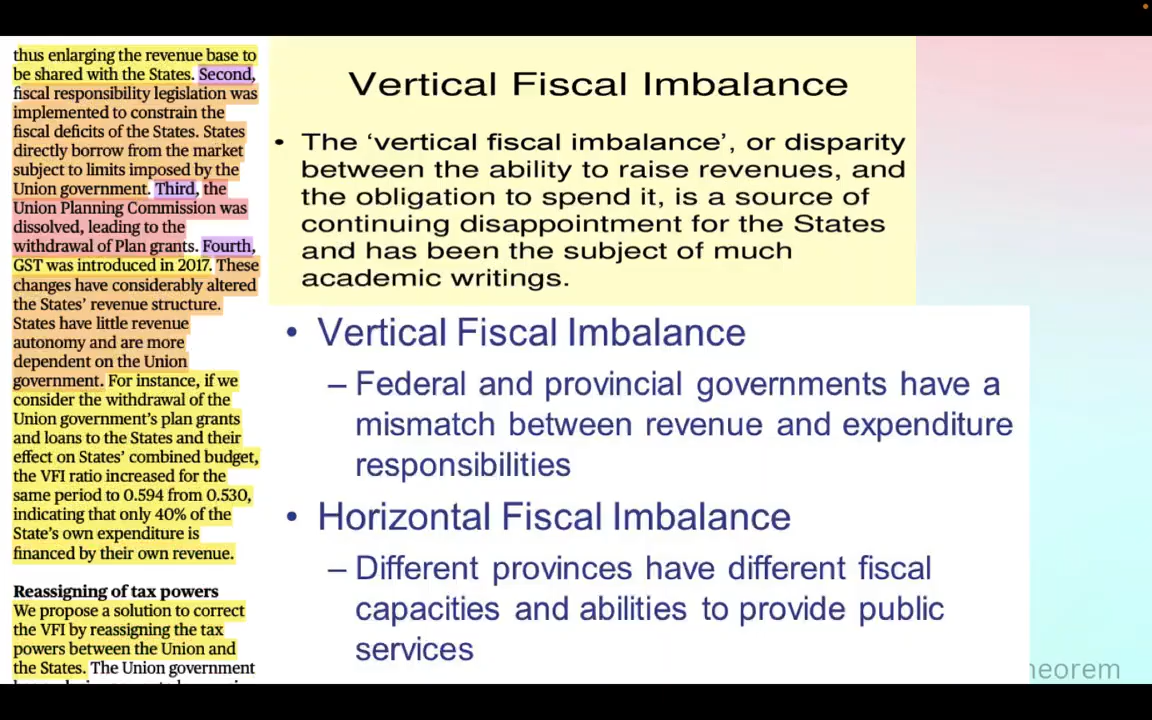 thus enlarging the revenue base to
be shared with the States. Second,
fiscal responsibility legislation was
implemented to constrain the
fiscal deficits of the States. States
directly borrow from the market
subject to limits imposed by the
Union government. Third, the
Union Planning Commission was
dissolved, leading to the
withdrawal of Plan grants. Fourth,
GST was introduced in 2017. These
changes have considerably altered
the States' revenue structure.
States have little revenue
autonomy and are more
dependent on the Union
government. For instance, if we
consider the withdrawal of the
Union government's plan grants
and loans to the States and their
effect on States' combined budget,
the VFI ratio increased for the
same period to 0.594 from 0.530,
indicating that only 40% of the
State's own expenditure is
financed by their own revenue.
Reassigning of tax powers
We propose a solution to correct
the VFI by reassigning the tax
powers between the Union and
the States. The Union government
Vertical Fiscal Imbalance
• The 'vertical fiscal imbalance', or disparity
between the ability to raise revenues, and
the obligation to spend it, is a source of
continuing disappointment for the States
and has been the subject of much
academic writings.
• Vertical Fiscal Imbalance
– Federal and provincial governments have a
mismatch between revenue and expenditure
responsibilities
• Horizontal Fiscal Imbalance
– Different provinces have different fiscal
capacities and abilities to provide public
services
heorem